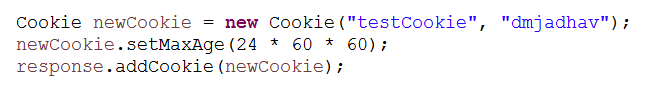 Cookie newCookie = new Cookie("testCookie", "dmjadhav");
newCookie.setMaxAge(24 * 60 * 60);
response.addCookie(newCookie);